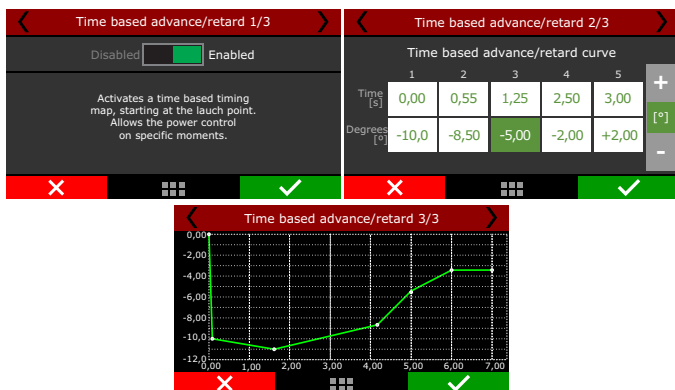 Time based advance/retard 1/3
Disabled Enabled
Activates a time based timing
map, starting at the lauch point.
Allows the power control
on specific moments.
Time based advance/retard 2/3
Time based advance/retard curve
1 2 3 4 5
Time [s] 0,00 0,55 1,25 2,50 3,00
Degrees [º] -10,0 -8,50 -5,00 -2,00 +2,00
+
[°]
-
Time based advance/retard 3/3
0,00
-2,00
-4,00
-6,00
-8,00
-10,0
-12,0
0,00 1,00 2,00 3,00 4,00 5,00 6,00 7,00